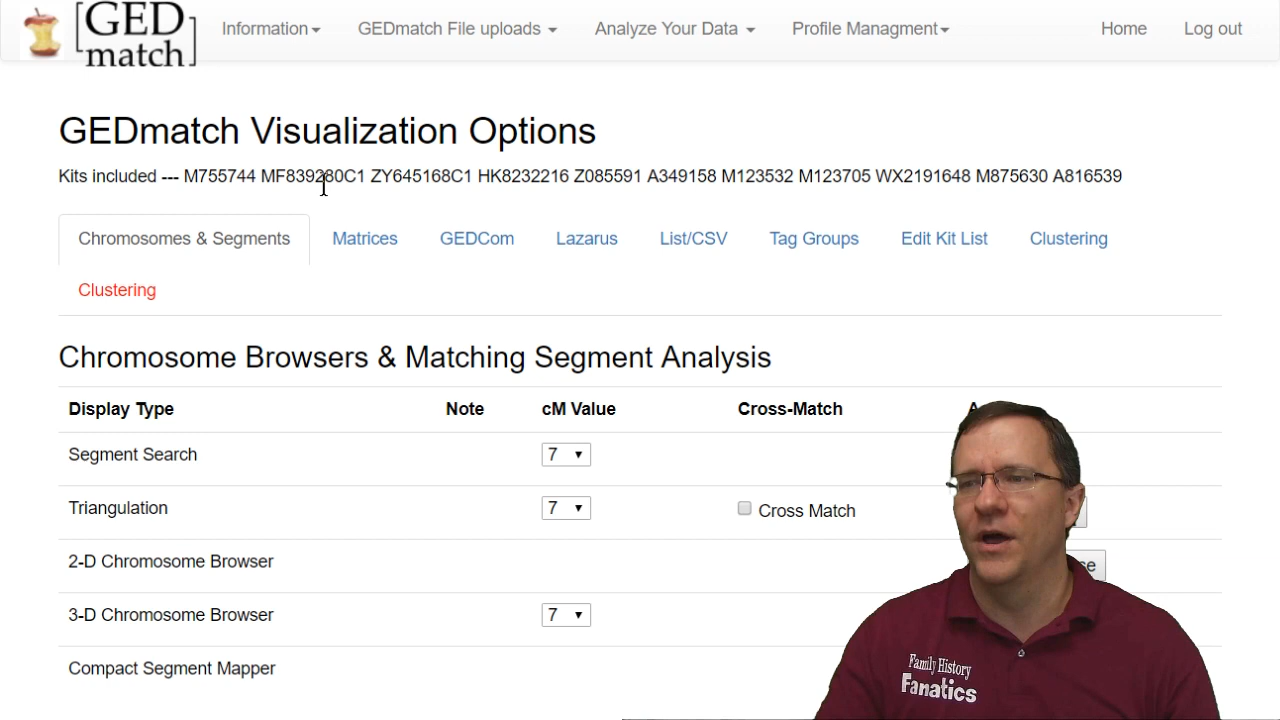 GED
match
Information GEDmatch File uploads Analyze Your Data Profile Managment Home Log out
GEDmatch Visualization Options
Kits included --- M755744 MF839280C1 ZY645168C1 HK8232216 Z085591 A349158 M123532 M123705 WX2191648 M875630 A816539
Chromosomes & Segments Matrices GEDCom Lazarus List/CSV Tag Groups Edit Kit List Clustering
Clustering
Chromosome Browsers & Matching Segment Analysis
Display Type Note cM Value Cross-Match
Segment Search 7
Triangulation 7 Cross Match
2-D Chromosome Browser
3-D Chromosome Browser 7
Compact Segment Mapper
Family History
Fanatics